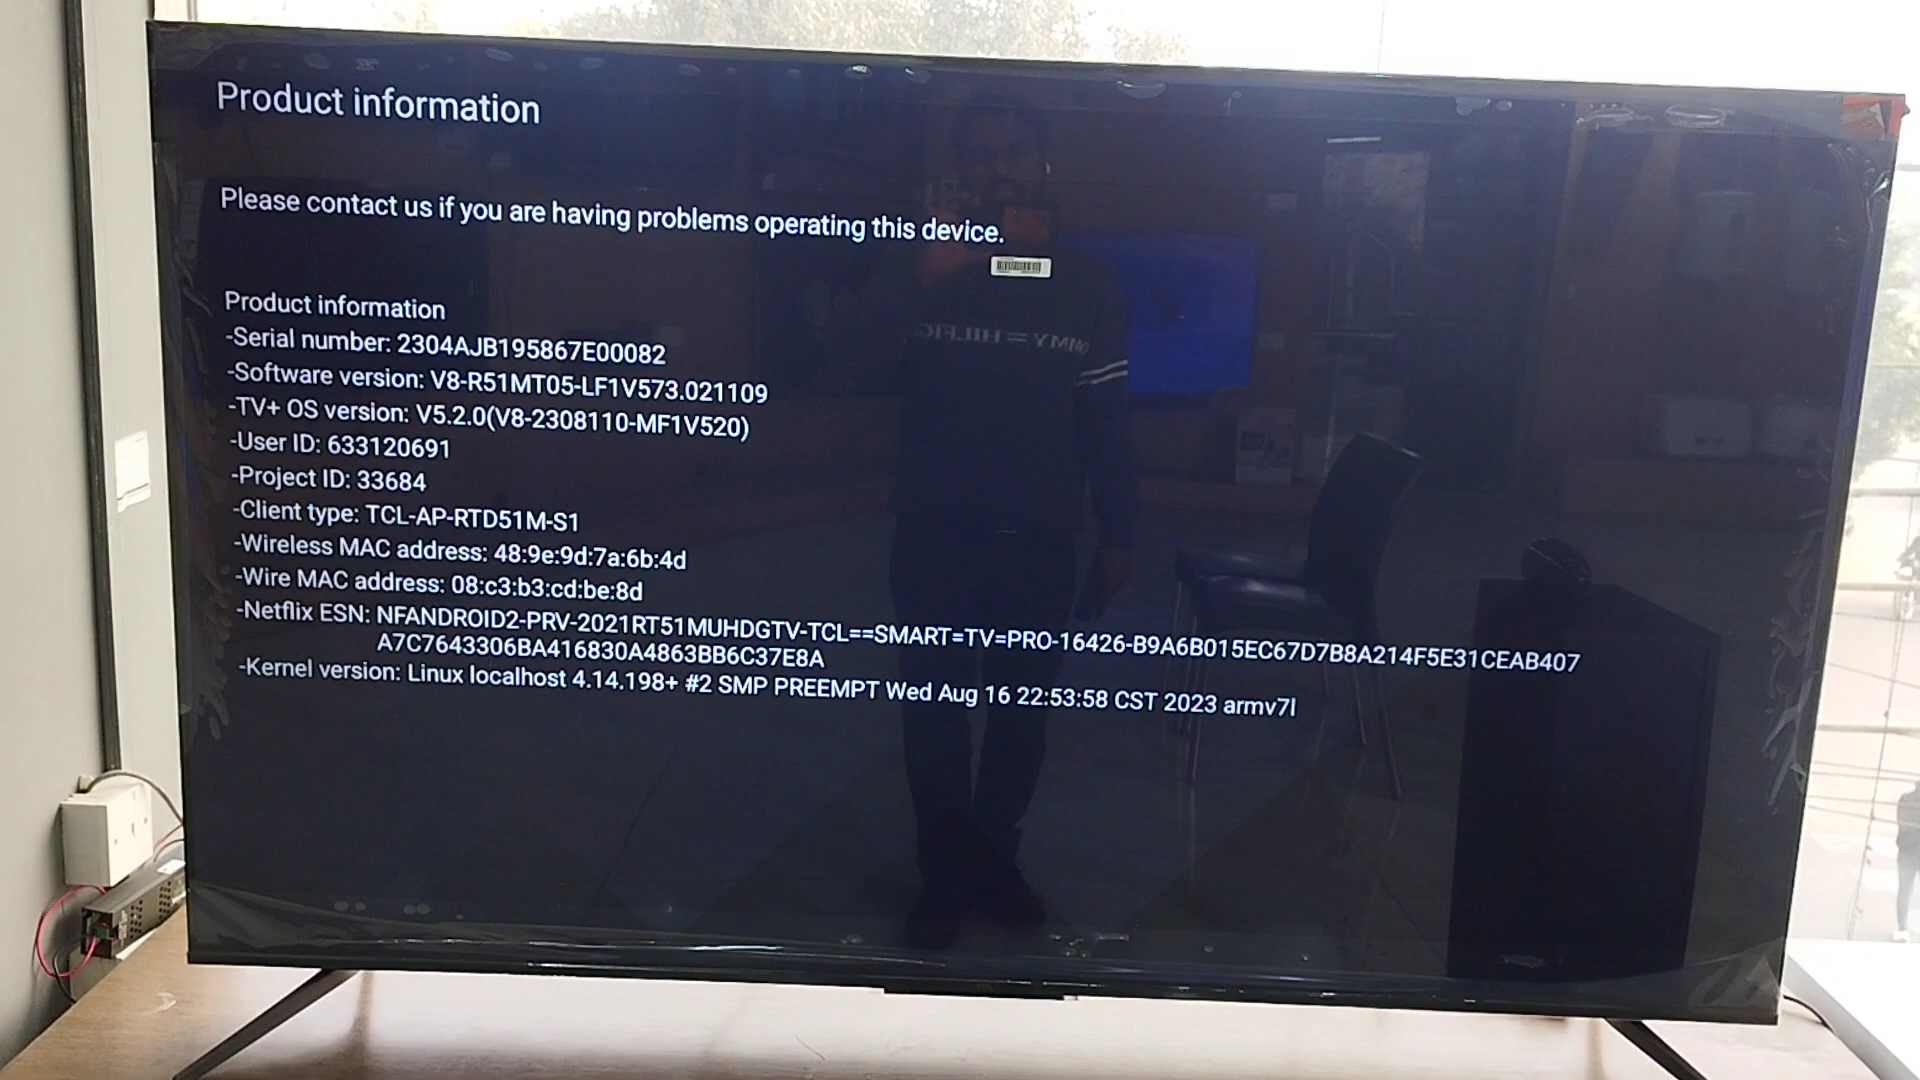 Product information
Please contact us if you are having problems operating this device.
Product information
-Serial number: 2304AJB195867E00082
-Software version: V8-R51MT05-LF1V573.021109
-TV+ OS version: V5.2.0(V8-2308110-MF1V520)
-User ID: 633120691
-Project ID: 33684
-Client type: TCL-AP-RTD51M-S1
-Wireless MAC address: 48:9e:9d:7a:6b:4d
-Wire MAC address: 08:c3:b3:cd:be:8d
-Netflix ESN: NFANDROID2-PRV-2021RT51MUHDGTV-TCL==SMART=TV=PRO-16426-B9A6B015EC67D7B8A214F5E31CEAB407
A7C7643306BA416830A4863BB6C37E8A
-Kernel version: Linux localhost 4.14.198+ #2 SMP PREEMPT Wed Aug 16 22:53:58 CST 2023 armv7l